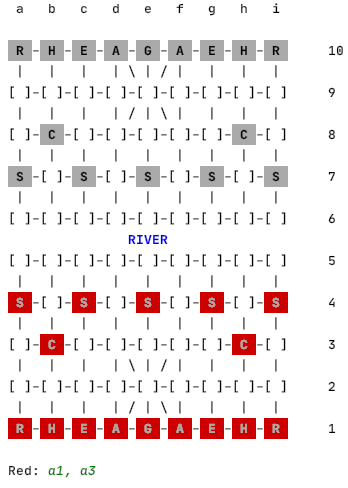 a b c d e f g h i
R-H-E-A-G-A-E-H-R 10
| | | | \ | / | | | |
[ ]-[ ]-[ ]-[ ]-[ ]-[ ]-[ ]-[ ]-[ ] 9
| | | | / | \ | | | |
[ ]-C-[ ]-[ ]-[ ]-[ ]-[ ]-C-[ ] 8
| | | | | | | | |
S-[ ]-S-[ ]-S-[ ]-S-[ ]-S 7
| | | | | | | | |
[ ]-[ ]-[ ]-[ ]-[ ]-[ ]-[ ]-[ ]-[ ] 6
RIVER
[ ]-[ ]-[ ]-[ ]-[ ]-[ ]-[ ]-[ ]-[ ] 5
| | | | | | | | |
S-[ ]-S-[ ]-S-[ ]-S-[ ]-S 4
| | | | | | | | |
[ ]-C-[ ]-[ ]-[ ]-[ ]-[ ]-C-[ ] 3
| | | | \ | / | | | |
[ ]-[ ]-[ ]-[ ]-[ ]-[ ]-[ ]-[ ]-[ ] 2
| | | | / | \ | | | |
R-H-E-A-G-A-E-H-R 1
Red: a1, a3